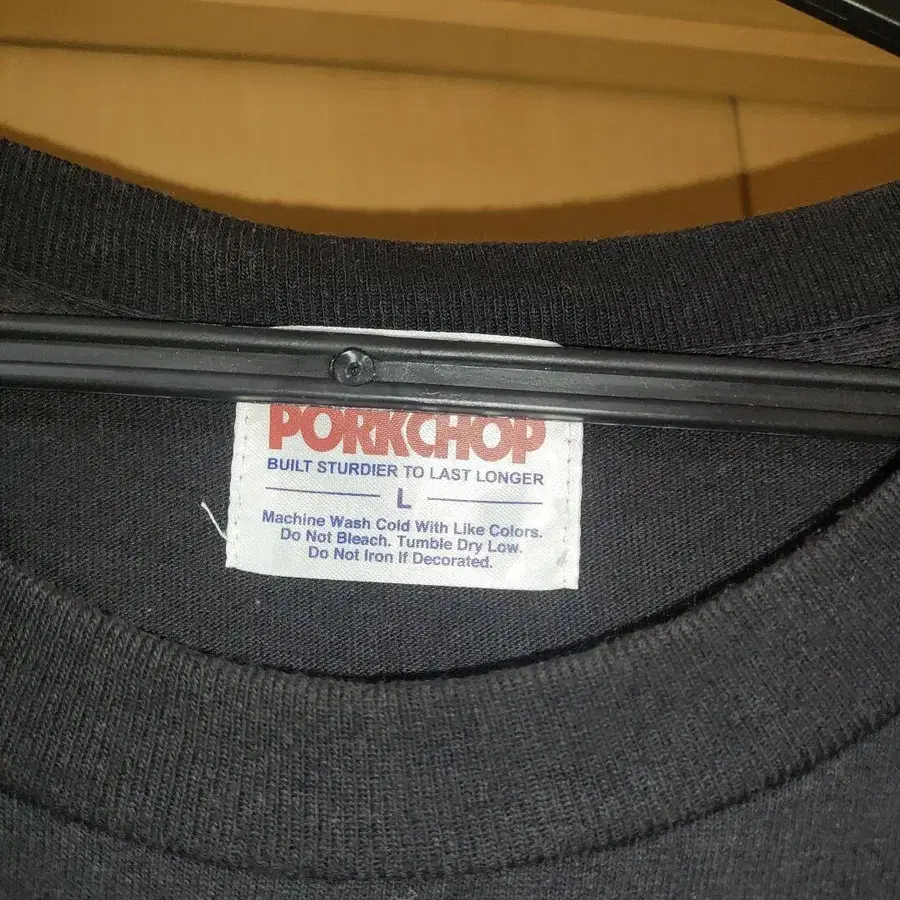 PORKCHOP
BUILT STURDIER TO LAST LONGER
L
Machine Wash Cold With Like Colors.
Do Not Bleach. Tumble Dry Low.
Do Not Iron If Decorated.